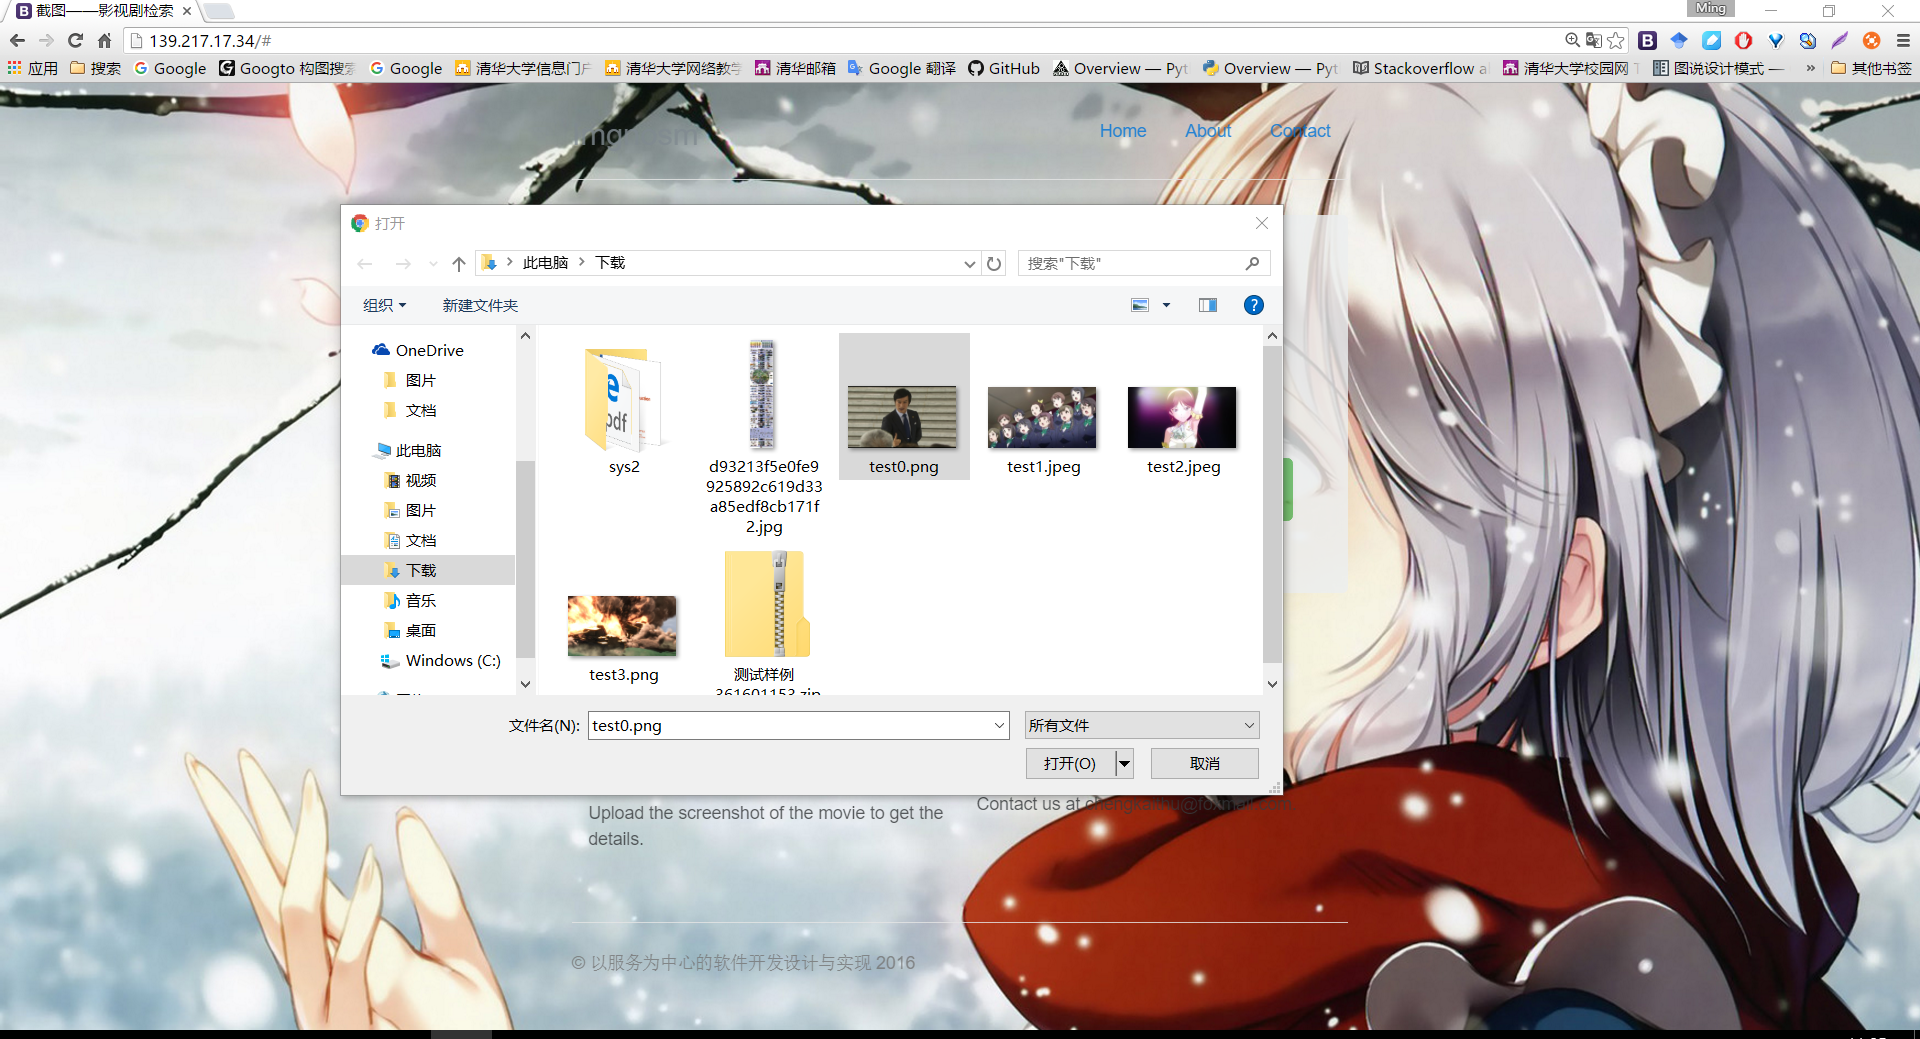 截图——影视剧检索
Ming
139.217.17.34/#
应用 搜索 Google Googto 构图搜 Google 清华大学信息门 清华大学网络教 清华邮箱 Google 翻译 GitHub Overview — Pyt Overview — Pyt Stackoverflow a 清华大学校园网 图说设计模式 — » 其他书签
Home About Contact
打开
此电脑 下载
搜索"下载"
组织 新建文件夹
OneDrive
图片
文档
此电脑
视频
图片
文档
下载
音乐
桌面
Windows (C:)
sys2
d93213f5e0fe9
925892c619d33
a85edf8cb171f
2.jpg
test0.png
test1.jpeg
test2.jpeg
test3.png
测试样例
361601153.zip
文件名(N): test0.png 所有文件
打开(O) 取消
Upload the screenshot of the movie to get the
details.
Contact us at
© 以服务为中心的软件开发设计与实现 2016